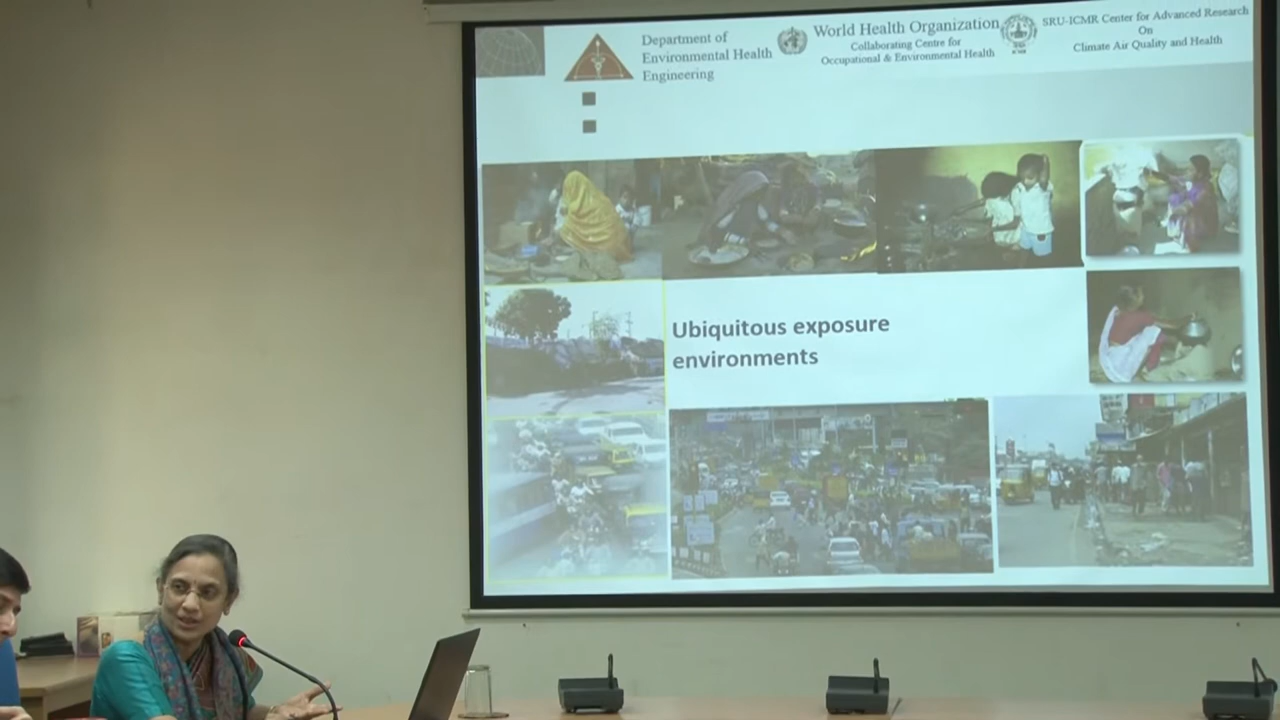 Department of
Environmental Health
Engineering
World Health Organization
Collaborating Centre for
Occupational & Environmental Health
SRU-ICMR Center for Advanced Research
On
Climate Air Quality and Health
Ubiquitous exposure
environments